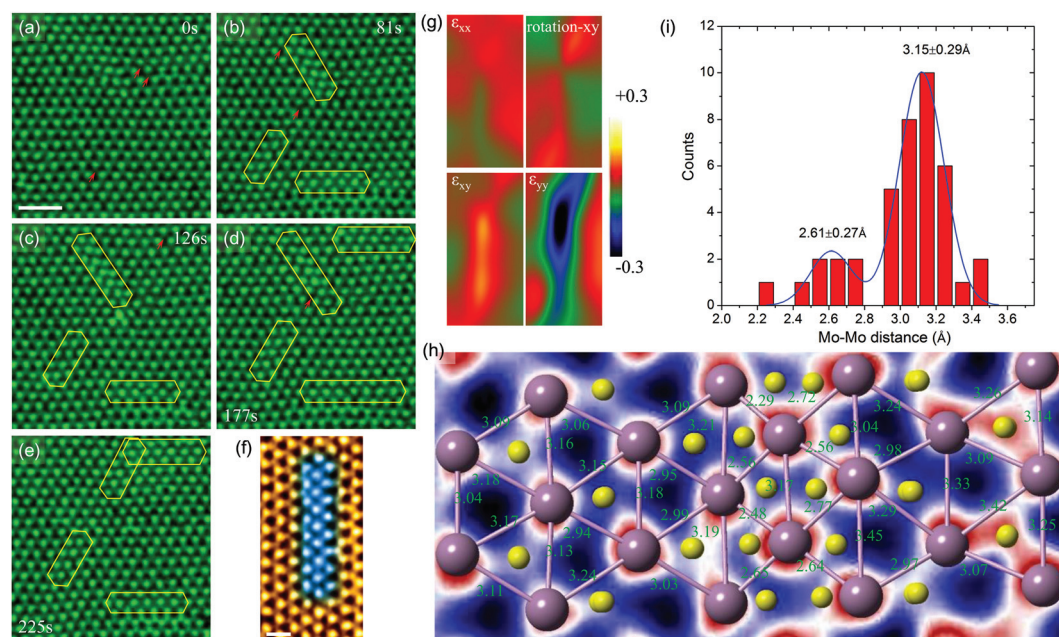 (a)
0s
(b)
81s
(c)
126s
(d)
177s
(e)
225s
(f)
(g)
εxx
rotation-xy
εxy
εyy
+0.3
-0.3
(i)
3.15±0.29Å
2.61±0.27Å
Counts
12
10
8
6
4
2
0
2.0 2.2 2.4 2.6 2.8 3.0 3.2 3.4 3.6
Mo-Mo distance (Å)
(h)
3.00 3.06 3.09 3.21 2.29 2.72 3.24 3.26 3.14
3.16 3.15 2.95 2.56 2.56 3.04 2.98 3.09
3.18 3.04 3.18 3.17 2.77 3.29 3.33 3.42
3.17 2.94 2.99 2.48 3.25
3.13 3.19 3.45
3.11 3.24 3.03 2.64 2.97 3.07